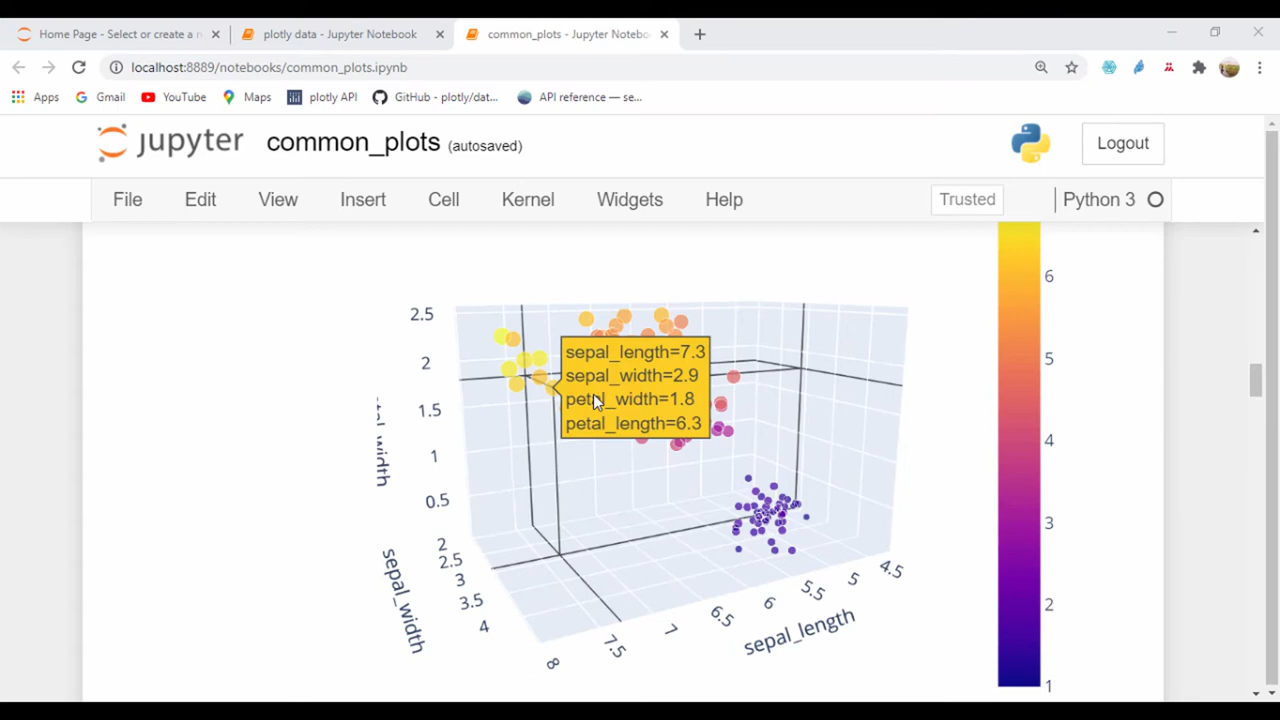 Home Page - Select or create a n
plotly data - Jupyter Notebook
common_plots - Jupyter Notebo
localhost:8889/notebooks/common_plots.ipynb
Apps
Gmail
YouTube
Maps
plotly API
GitHub - plotly/dat...
API reference — se...
jupyter
common_plots (autosaved)
Logout
File
Edit
View
Insert
Cell
Kernel
Widgets
Help
Trusted
Python 3
2.5
2
1.5
1
0.5
sepal_length=7.3
sepal_width=2.9
petal_width=1.8
petal_length=6.3
2
2.5
3
3.5
4
sepal_width
8
7.5
7
6.5
6
5.5
5
4.5
sepal_length
6
5
4
3
2
1